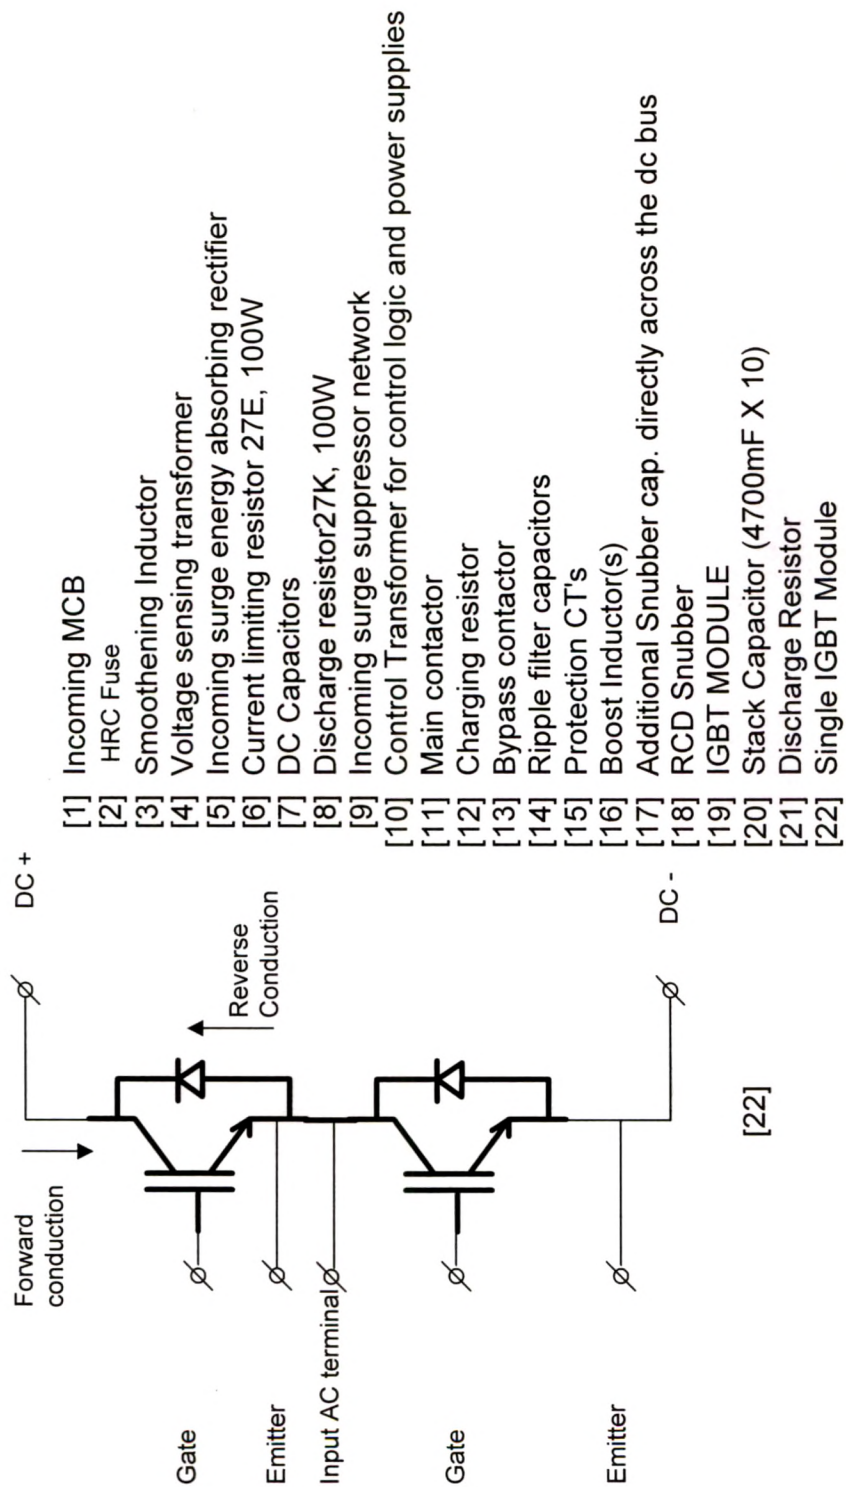 Forward
conduction
DC +
Reverse
Conduction
Gate
Emitter
Input AC terminal
Gate
Emitter
DC -
[22]
[1] Incoming MCB
[2] HRC Fuse
[3] Smoothening Inductor
[4] Voltage sensing transformer
[5] Incoming surge energy absorbing rectifier
[6] Current limiting resistor 27E, 100W
[7] DC Capacitors
[8] Discharge resistor27K, 100W
[9] Incoming surge suppressor network
[10] Control Transformer for control logic and power supplies
[11] Main contactor
[12] Charging resistor
[13] Bypass contactor
[14] Ripple filter capacitors
[15] Protection CT's
[16] Boost Inductor(s)
[17] Additional Snubber cap. directly across the dc bus
[18] RCD Snubber
[19] IGBT MODULE
[20] Stack Capacitor (4700mF X 10)
[21] Discharge Resistor
[22] Single IGBT Module